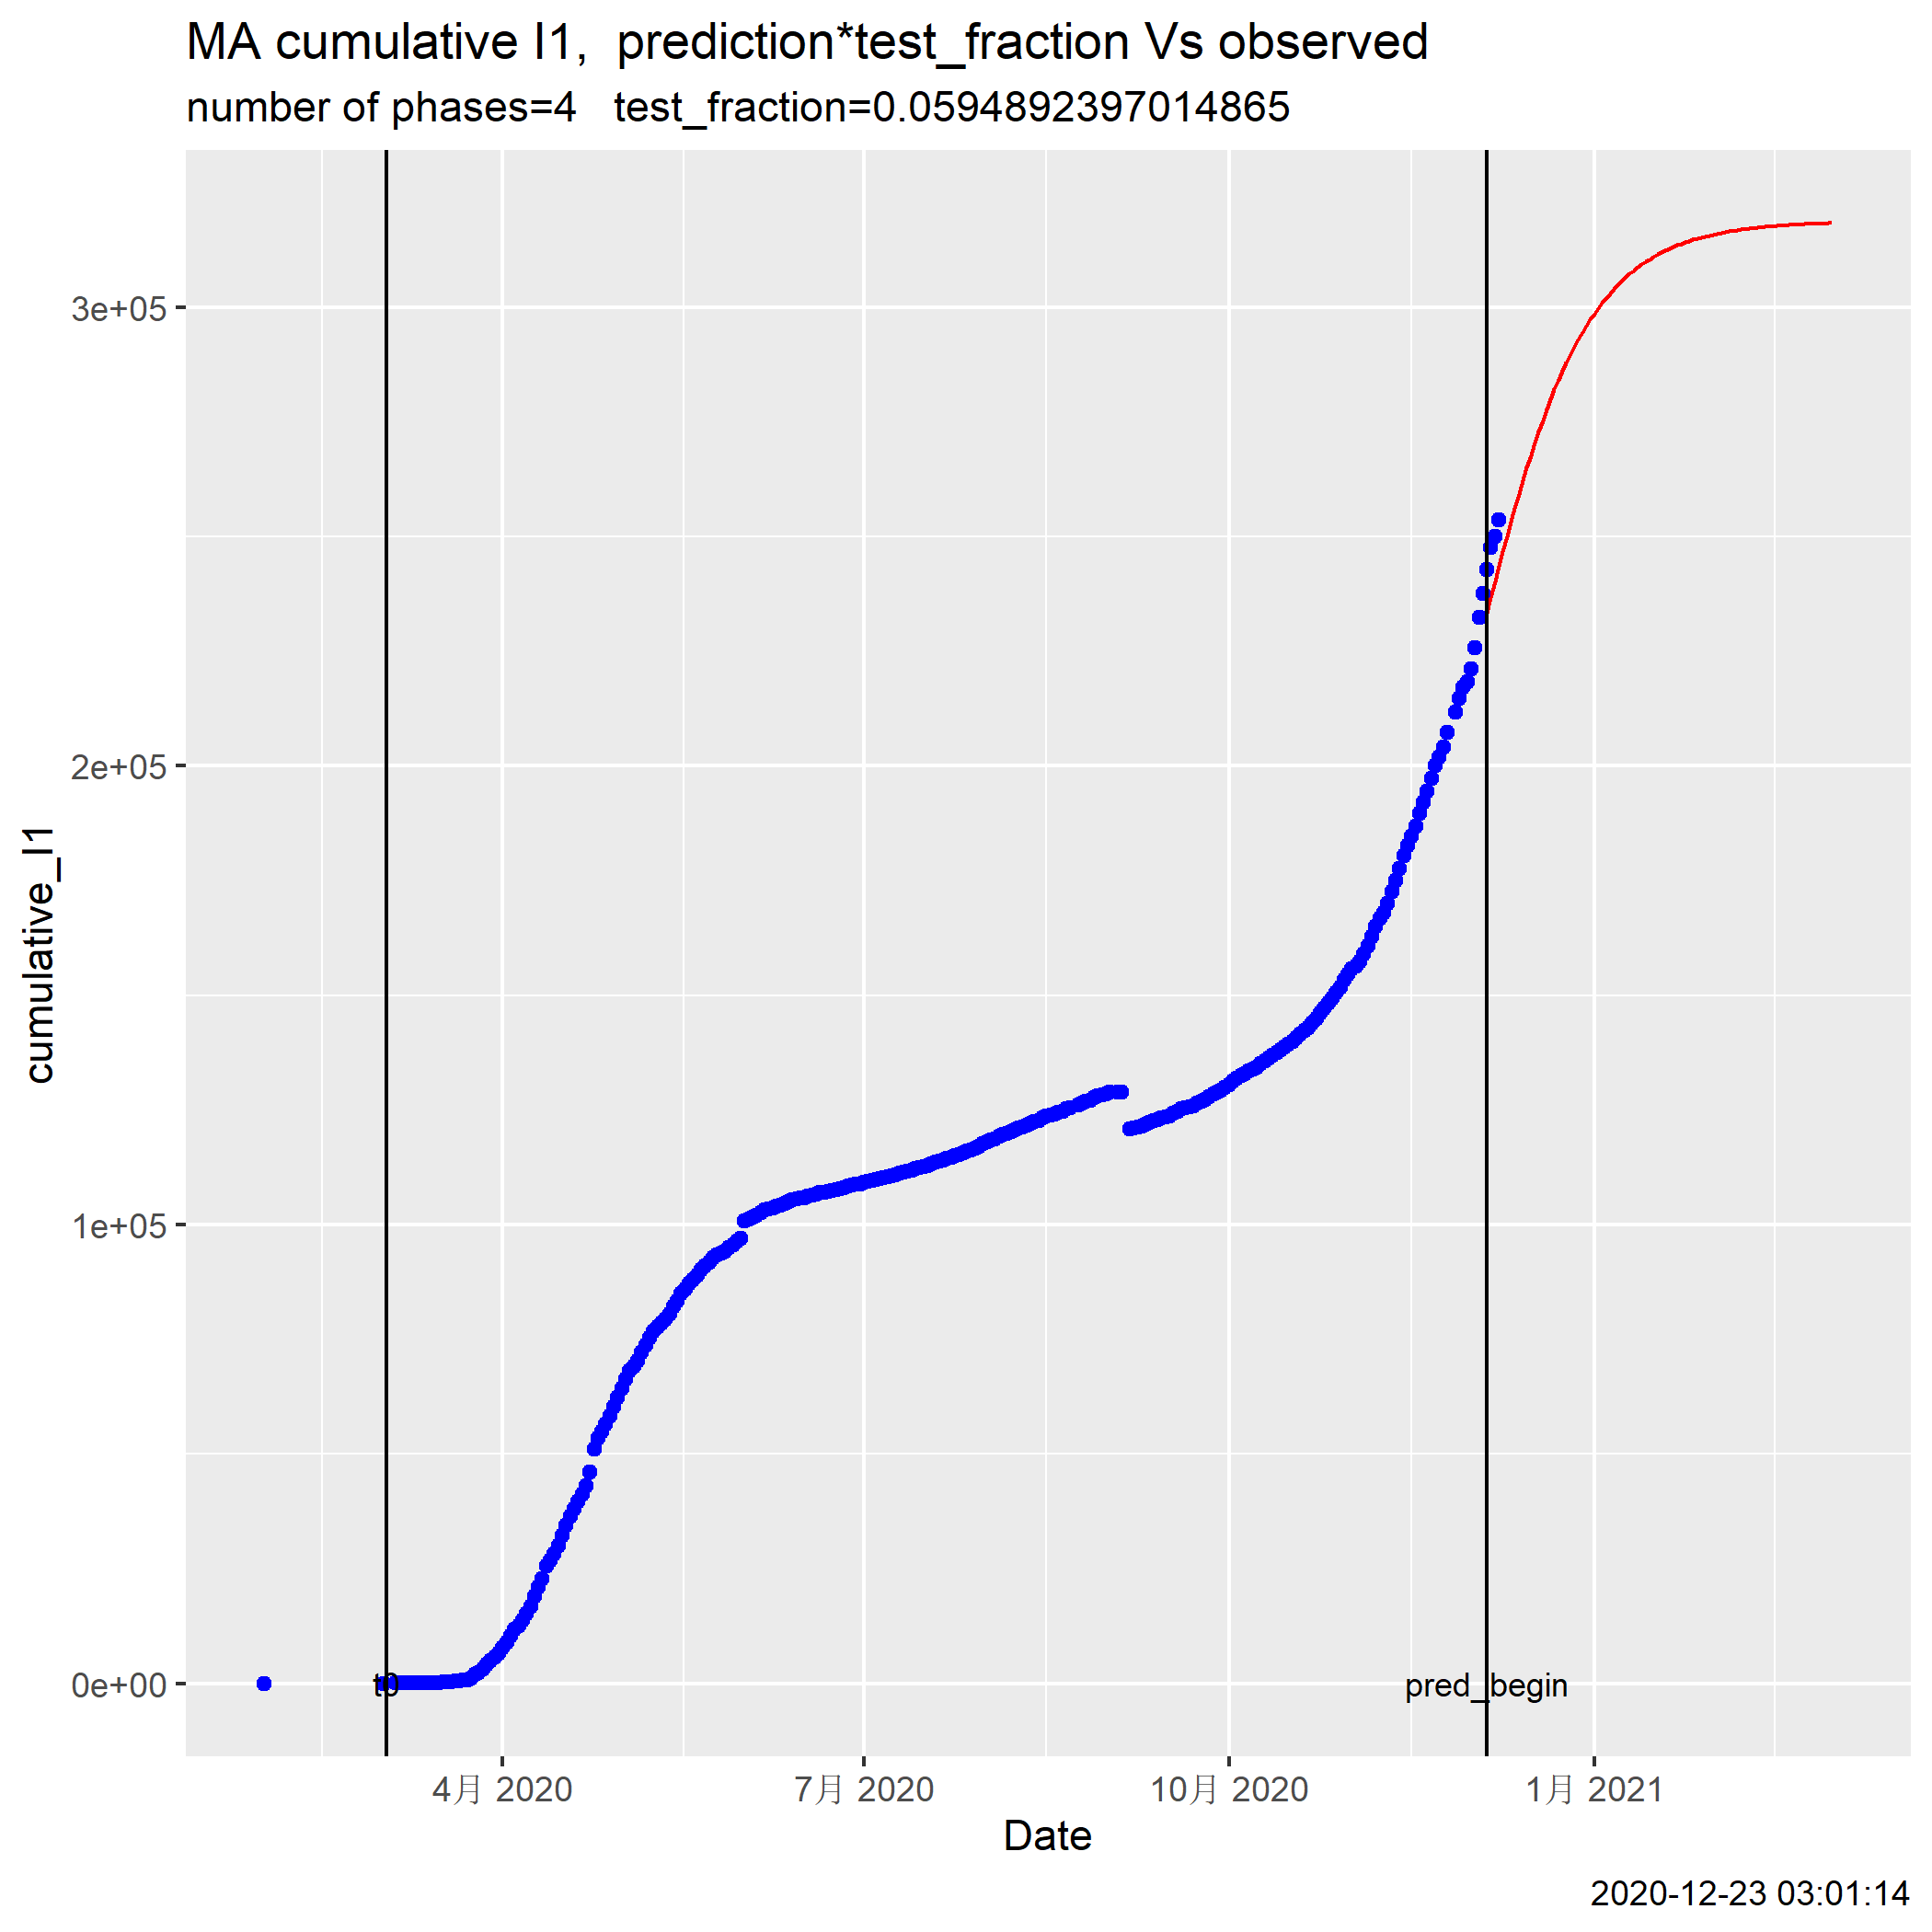 MA cumulative I1,  prediction*test_fraction Vs observed
number of phases=4   test_fraction=0.0594892397014865
3e+05
2e+05
1e+05
0e+00
cumulative_I1
t0
pred_begin
4月 2020
7月 2020
10月 2020
1月 2021
Date
2020-12-23 03:01:14